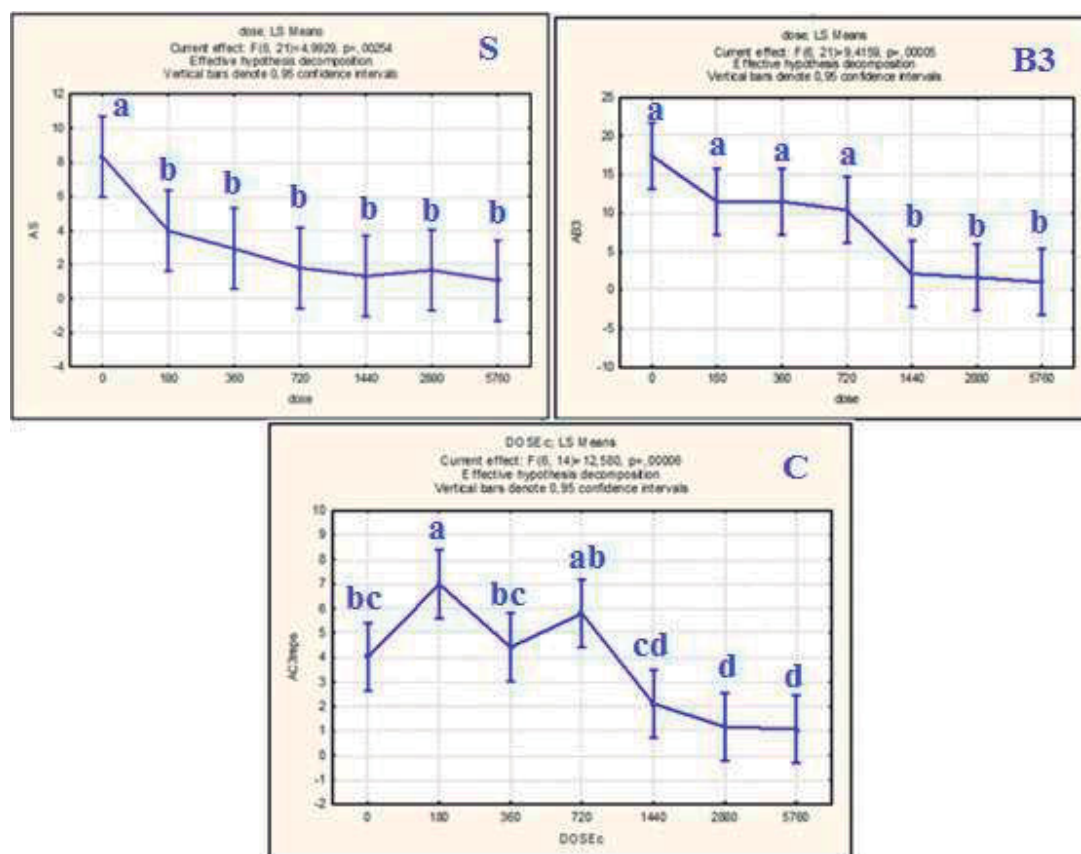 dose; LS Means
Current effect: F(6, 21)=4,9929, p=,00254
Effective hypothesis decomposition
Vertical bars denote 0,95 confidence intervals
S
12
10
8
6
4
2
0
-2
-4
AS
a
b
b
b
b
b
b
0
180
360
720
1440
2880
5760
dose
dose; LS Means
Current effect: F(6, 21)=9,4159, p=,00005
Effective hypothesis decomposition
Vertical bars denote 0,95 confidence intervals
B3
25
20
15
10
5
0
-5
-10
AB3
a
a
a
a
b
b
b
0
360
720
1440
2880
5760
dose
DOSEc; LS Means
Current effect: F(6, 14)=12,580, p=,00006
Effective hypothesis decomposition
Vertical bars denote 0,95 confidence intervals
C
10
9
8
7
6
5
4
3
2
1
0
-1
-2
bc
a
bc
ab
cd
d
d
0
180
360
720
1440
2880
5760
DOSEc